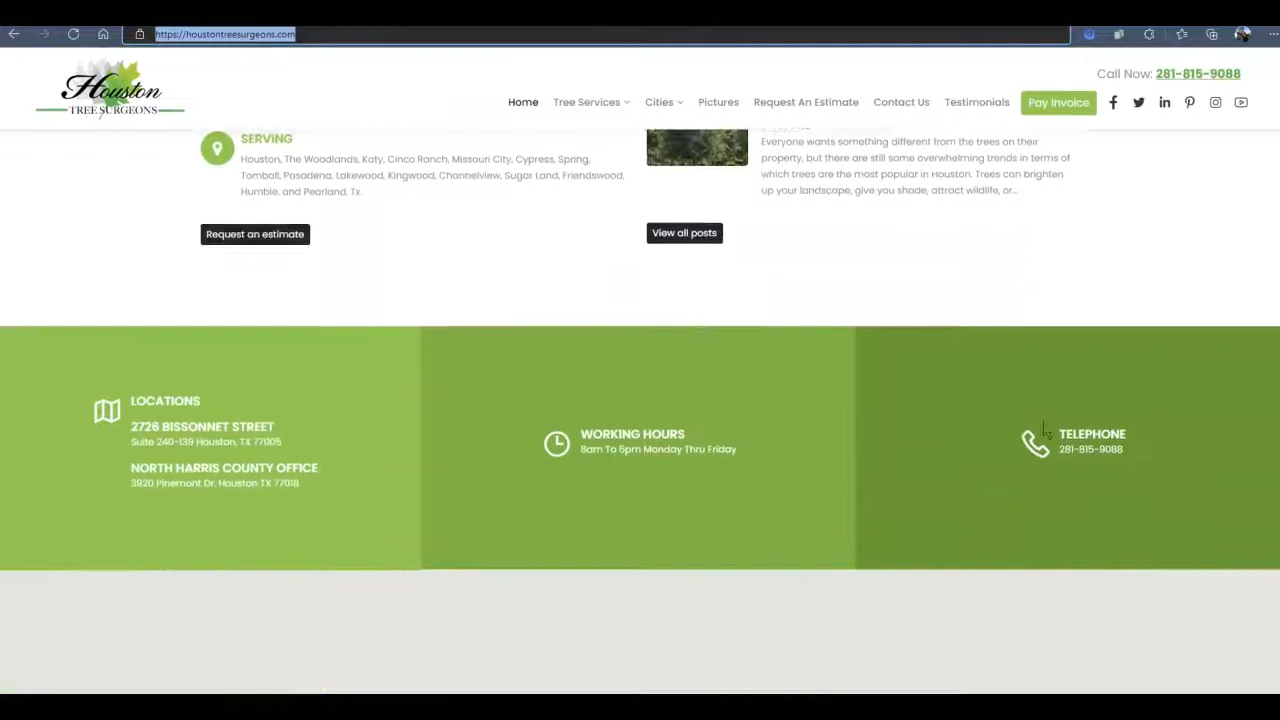 https://houstontreesurgeons.com
Houston
TREE SURGEONS
Call Now: 281-815-9088
Home Tree Services Cities Pictures Request An Estimate Contact Us Testimonials Pay Invoice
SERVING
Houston, The Woodlands, Katy, Cinco Ranch, Missouri City, Cypress, Spring,
Tomball, Pasadena, Lakewood, Kingwood, Channelview, Sugar Land, Friendswood,
Humble, and Pearland, Tx.
Request an estimate
Everyone wants something different from the trees on their
property, but there are still some overwhelming trends in terms of
which trees are the most popular in Houston. Trees can brighten
up your landscape, give you shade, attract wildlife, or...
View all posts
LOCATIONS
2726 BISSONNET STREET
Suite 240-139 Houston, TX 77005
NORTH HARRIS COUNTY OFFICE
3920 Pinemont Dr. Houston TX 77018
WORKING HOURS
8am To 5pm Monday Thru Friday
TELEPHONE
281-815-9088